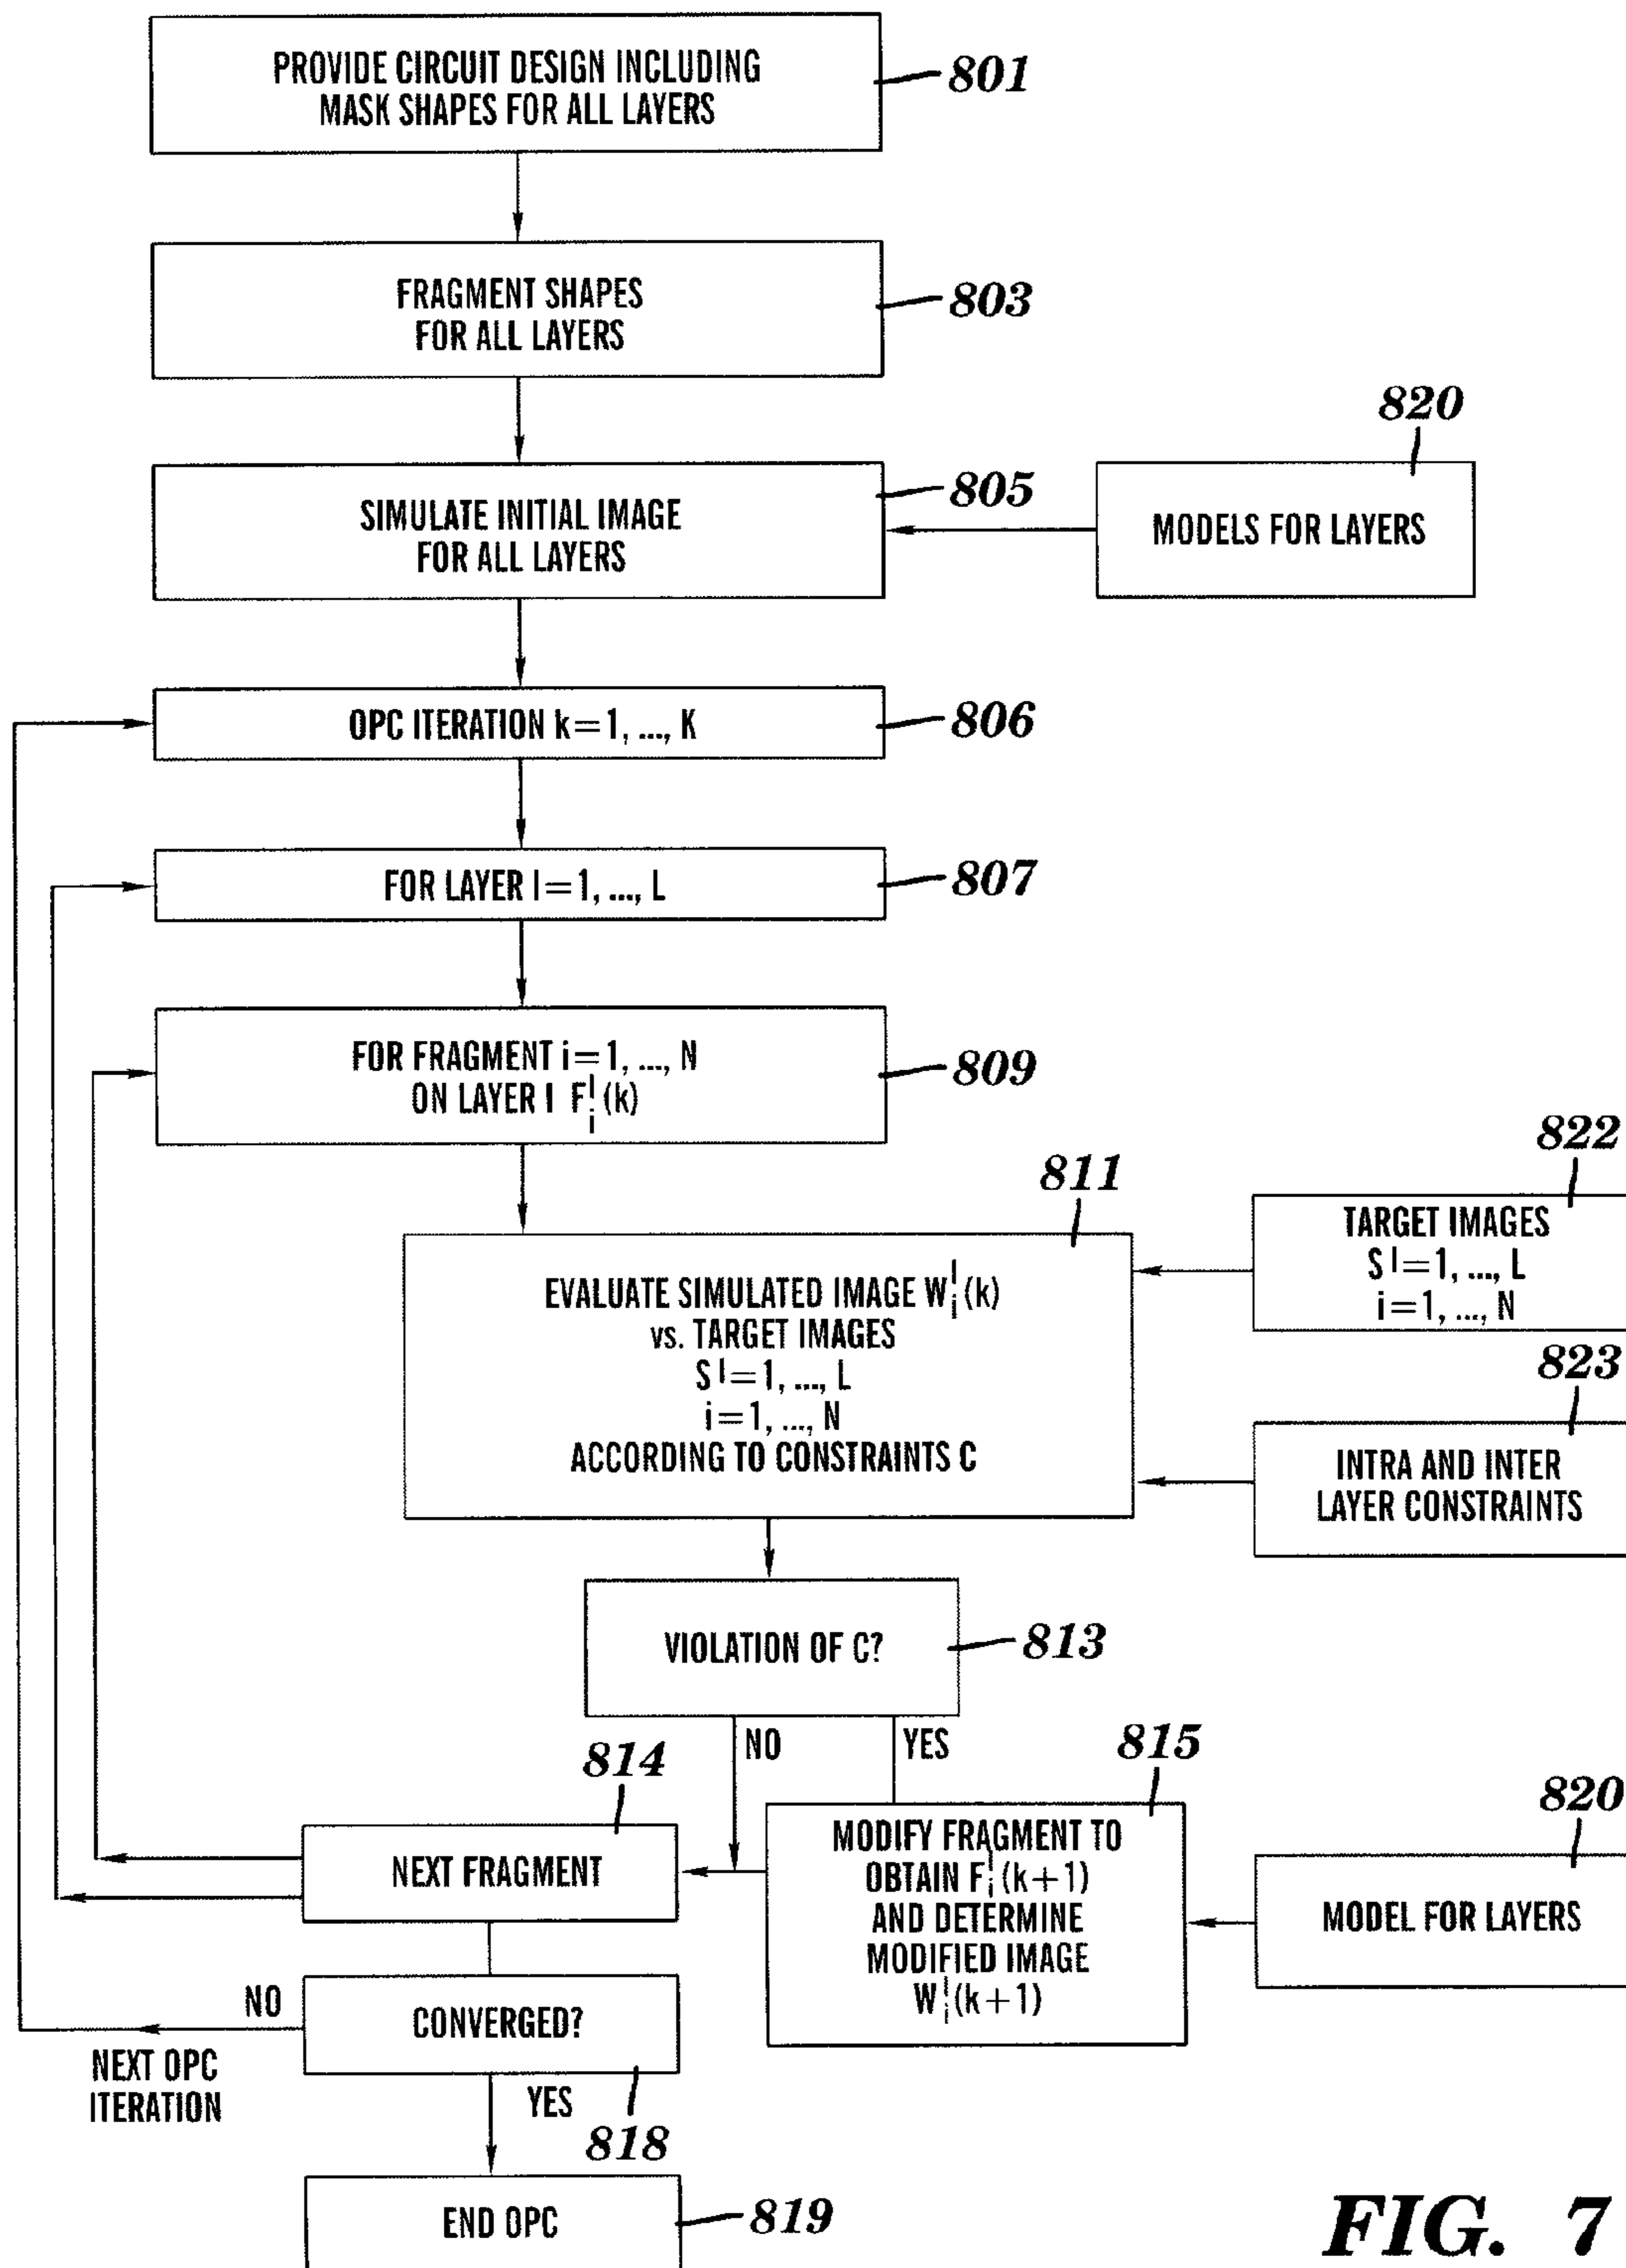 PROVIDE CIRCUIT DESIGN INCLUDING
MASK SHAPES FOR ALL LAYERS
801
FRAGMENT SHAPES
FOR ALL LAYERS
803
820
SIMULATE INITIAL IMAGE
FOR ALL LAYERS
805
MODELS FOR LAYERS
OPC ITERATION k=1, ..., K
806
FOR LAYER l=1, ..., L
807
FOR FRAGMENT i=1, ..., N
ON LAYER l F_i^l(k)
809
811
822
TARGET IMAGES
S^l=1, ..., L
i=1, ..., N
EVALUATE SIMULATED IMAGE W_i^l(k)
vs. TARGET IMAGES
S^l=1, ..., L
i=1, ..., N
ACCORDING TO CONSTRAINTS C
823
INTRA AND INTER
LAYER CONSTRAINTS
VIOLATION OF C?
813
NO
YES
814
815
820
NEXT FRAGMENT
MODIFY FRAGMENT TO
OBTAIN F_i^l(k+1)
AND DETERMINE
MODIFIED IMAGE
W_i^l(k+1)
MODEL FOR LAYERS
CONVERGED?
NO
NEXT OPC
ITERATION
YES
818
END OPC
819
FIG. 7